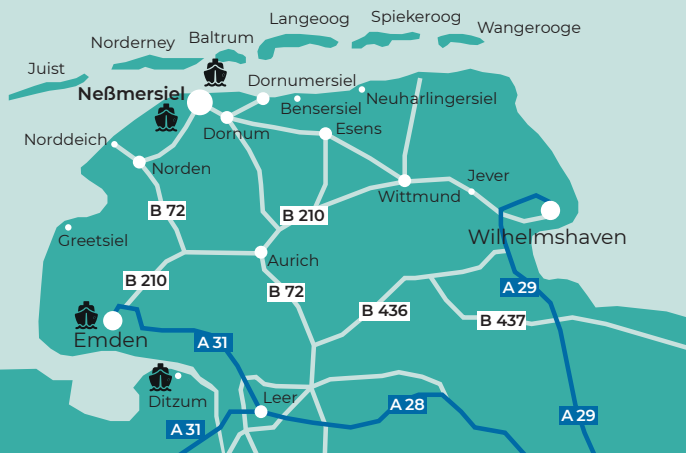 Langeoog
Spiekeroog
Wangerooge
Norderney
Baltrum
Juist
Dornumersiel
Neßmersiel
Bensersiel
Neuharlingersiel
Norddeich
Dornum
Esens
Norden
Jever
Wittmund
B 72
B 210
Greetsiel
Wilhelmshaven
Aurich
B 210
B 72
A 29
B 436
B 437
Emden
A 31
Ditzum
Leer
A 28
A 29
A 31